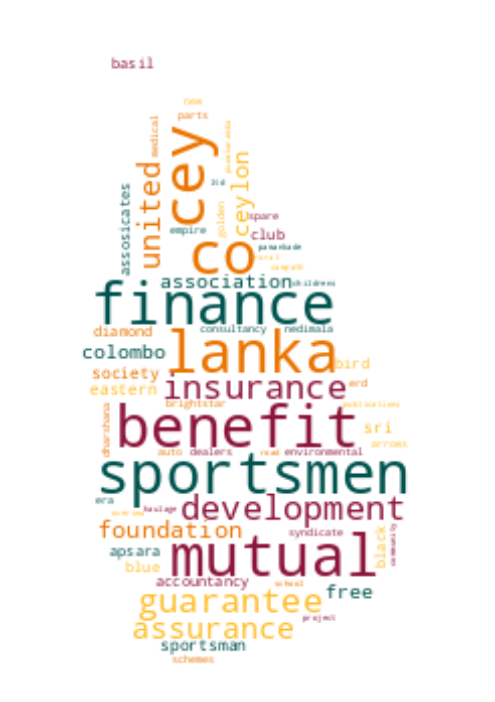 basil
new
parts
medical
cey
united
ceylon
assosicates
ltd
golden
spare
empire
club
co
association
childrens
finance
diamond
consultancy
nedimala
lanka
colombo
bird
society
insurance
erd
eastern
brightstar
publications
dharshana
benefit
sri
arrows
auto
dealers
road
environmental
sportsmen
era
haulage
development
foundation
syndicate
black
community
apsara
mutual
blue
accountancy
school
free
guarantee
project
assurance
sportsman
schemes